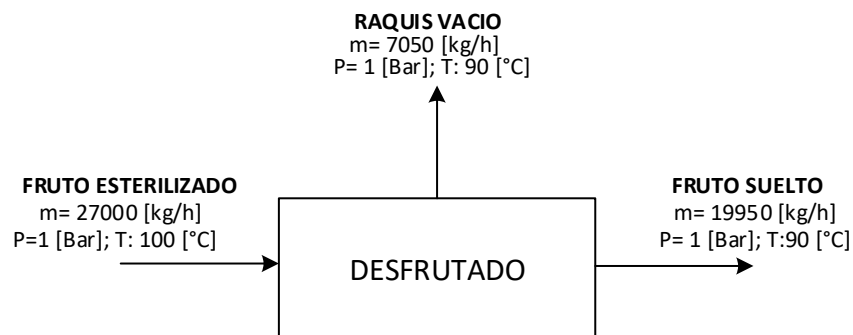 RAQUIS VACIO
m= 7050 [kg/h]
P= 1 [Bar]; T: 90 [°C]
FRUTO ESTERILIZADO
m= 27000 [kg/h]
P=1 [Bar]; T: 100 [°C]
DESFRUTADO
FRUTO SUELTO
m= 19950 [kg/h]
P= 1 [Bar]; T:90 [°C]